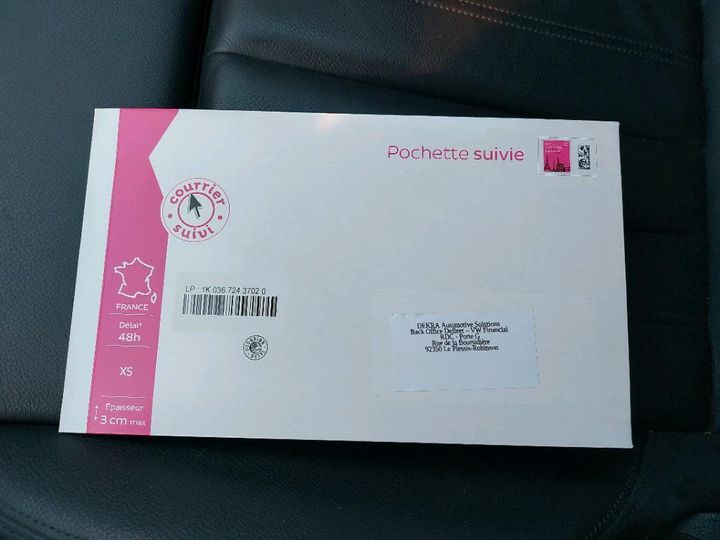 Pochette suivie
courrier
suivi
LP : 1K 036 724 3702 0
FRANCE
Délai*
48h
XS
Épaisseur
3 cm max
DEKRA Automotive Solutions
Back Office Defleet – VW Financial
RDC - Porte G
Rue de la Boursidière
92350 Le Plessis-Robinson